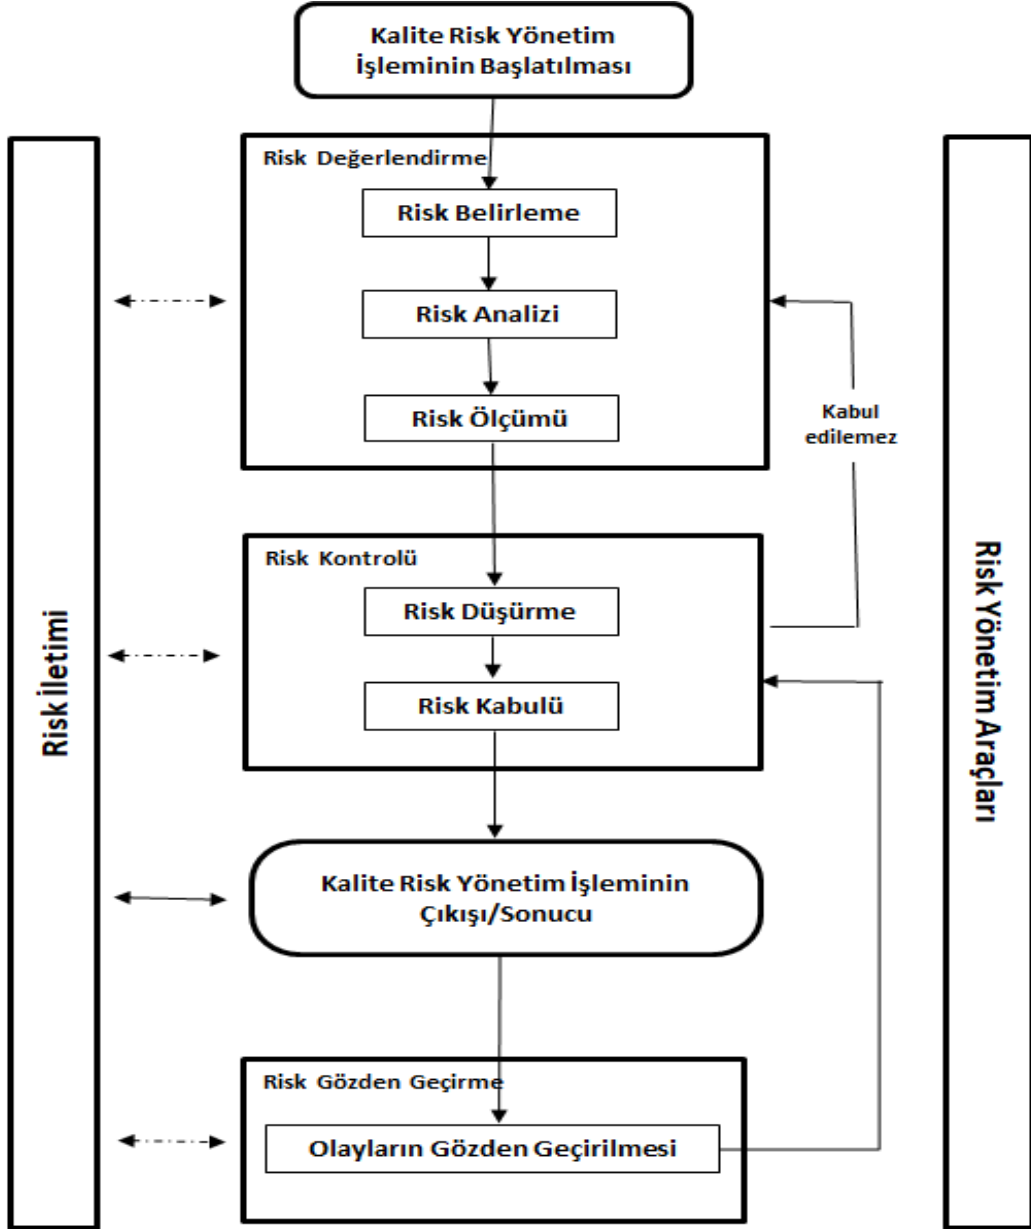 Kalite Risk Yönetim
İşleminin Başlatılması
Risk Değerlendirme
Risk Belirleme
Risk Analizi
Risk Ölçümü
Kabul
edilemez
Risk Kontrolü
Risk Düşürme
Risk Kabulü
Kalite Risk Yönetim İşleminin
Çıkışı/Sonucu
Risk Gözden Geçirme
Olayların Gözden Geçirilmesi
Risk İletimi
Risk Yönetim Araçları